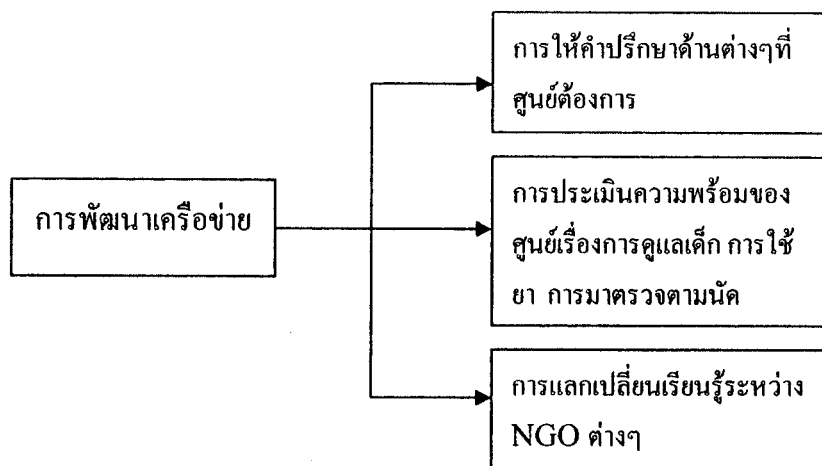 การให้คำปรึกษาด้านต่างๆที่
ศูนย์ต้องการ
การพัฒนาเครือข่าย
การประเมินความพร้อมของ
ศูนย์เรื่องการดูแลเด็ก การใช้
ยา การมาตรวจตามนัด
การแลกเปลี่ยนเรียนรู้ระหว่าง
NGO ต่างๆ